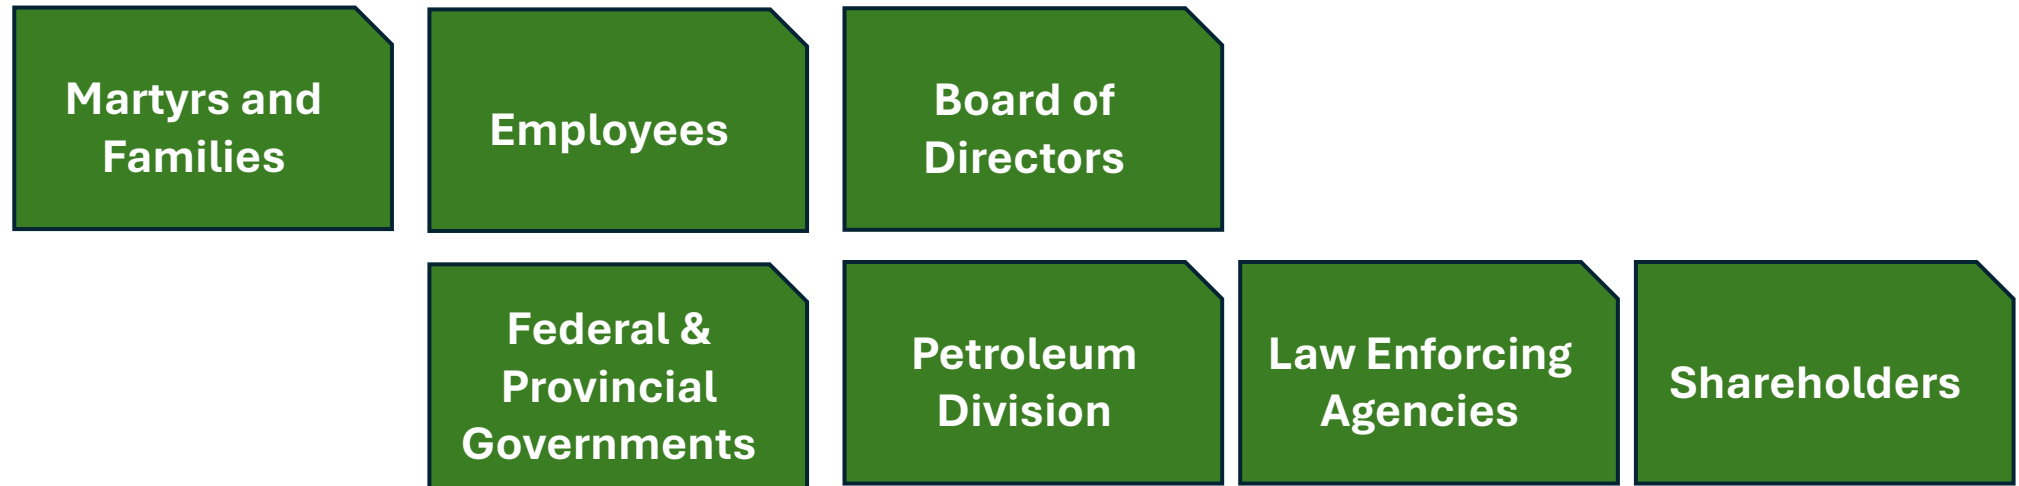 Martyrs and
Families
Employees
Board of
Directors
Federal &
Provincial
Governments
Petroleum
Division
Law Enforcing
Agencies
Shareholders